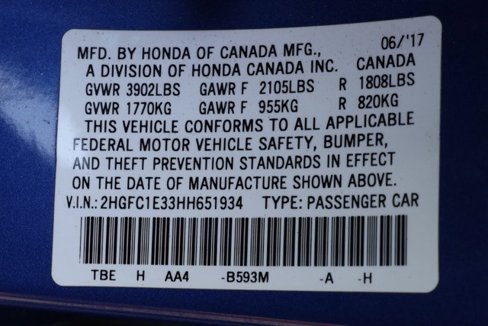 MFD. BY HONDA OF CANADA MFG., 06/'17
A DIVISION OF HONDA CANADA INC. CANADA
GVWR 3902LBS GAWR F 2105LBS R 1808LBS
GVWR 1770KG GAWR F 955KG R 820KG
THIS VEHICLE CONFORMS TO ALL APPLICABLE
FEDERAL MOTOR VEHICLE SAFETY, BUMPER,
AND THEFT PREVENTION STANDARDS IN EFFECT
ON THE DATE OF MANUFACTURE SHOWN ABOVE.
V.I.N.:2HGFC1E33HH651934 TYPE: PASSENGER CAR
TBE H AA4 -B593M -A -H